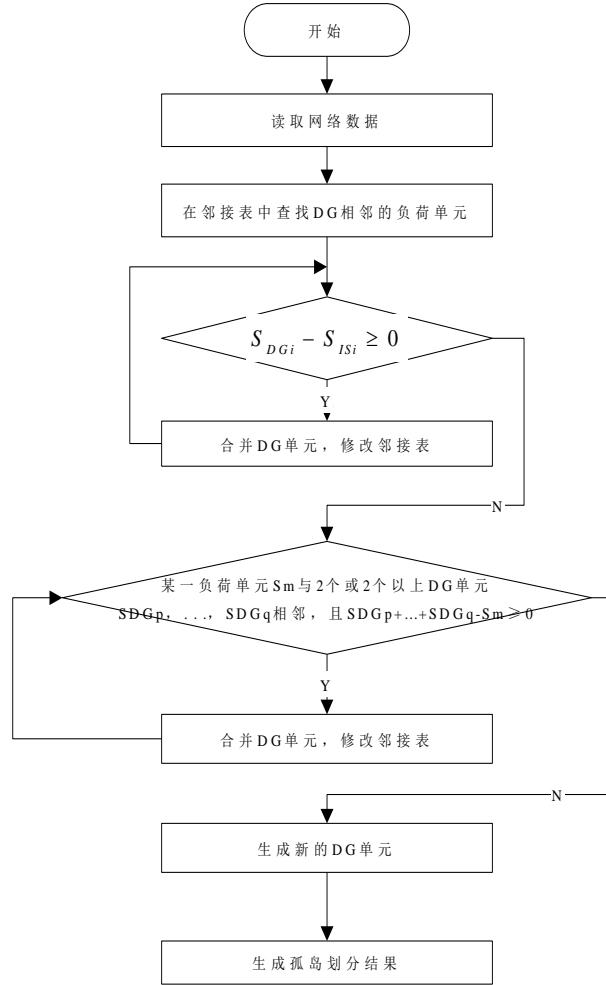 开始
读取网络数据
在邻接表中查找DG相邻的负荷单元
S_DGi − S_ISi ≥ 0
Y
合并DG单元，修改邻接表
N
某一负荷单元Sm与2个或2个以上DG单元
SDGp，...，SDGq相邻，且SDGp+...+SDGq-Sm≥0
Y
合并DG单元，修改邻接表
N
生成新的DG单元
生成孤岛划分结果